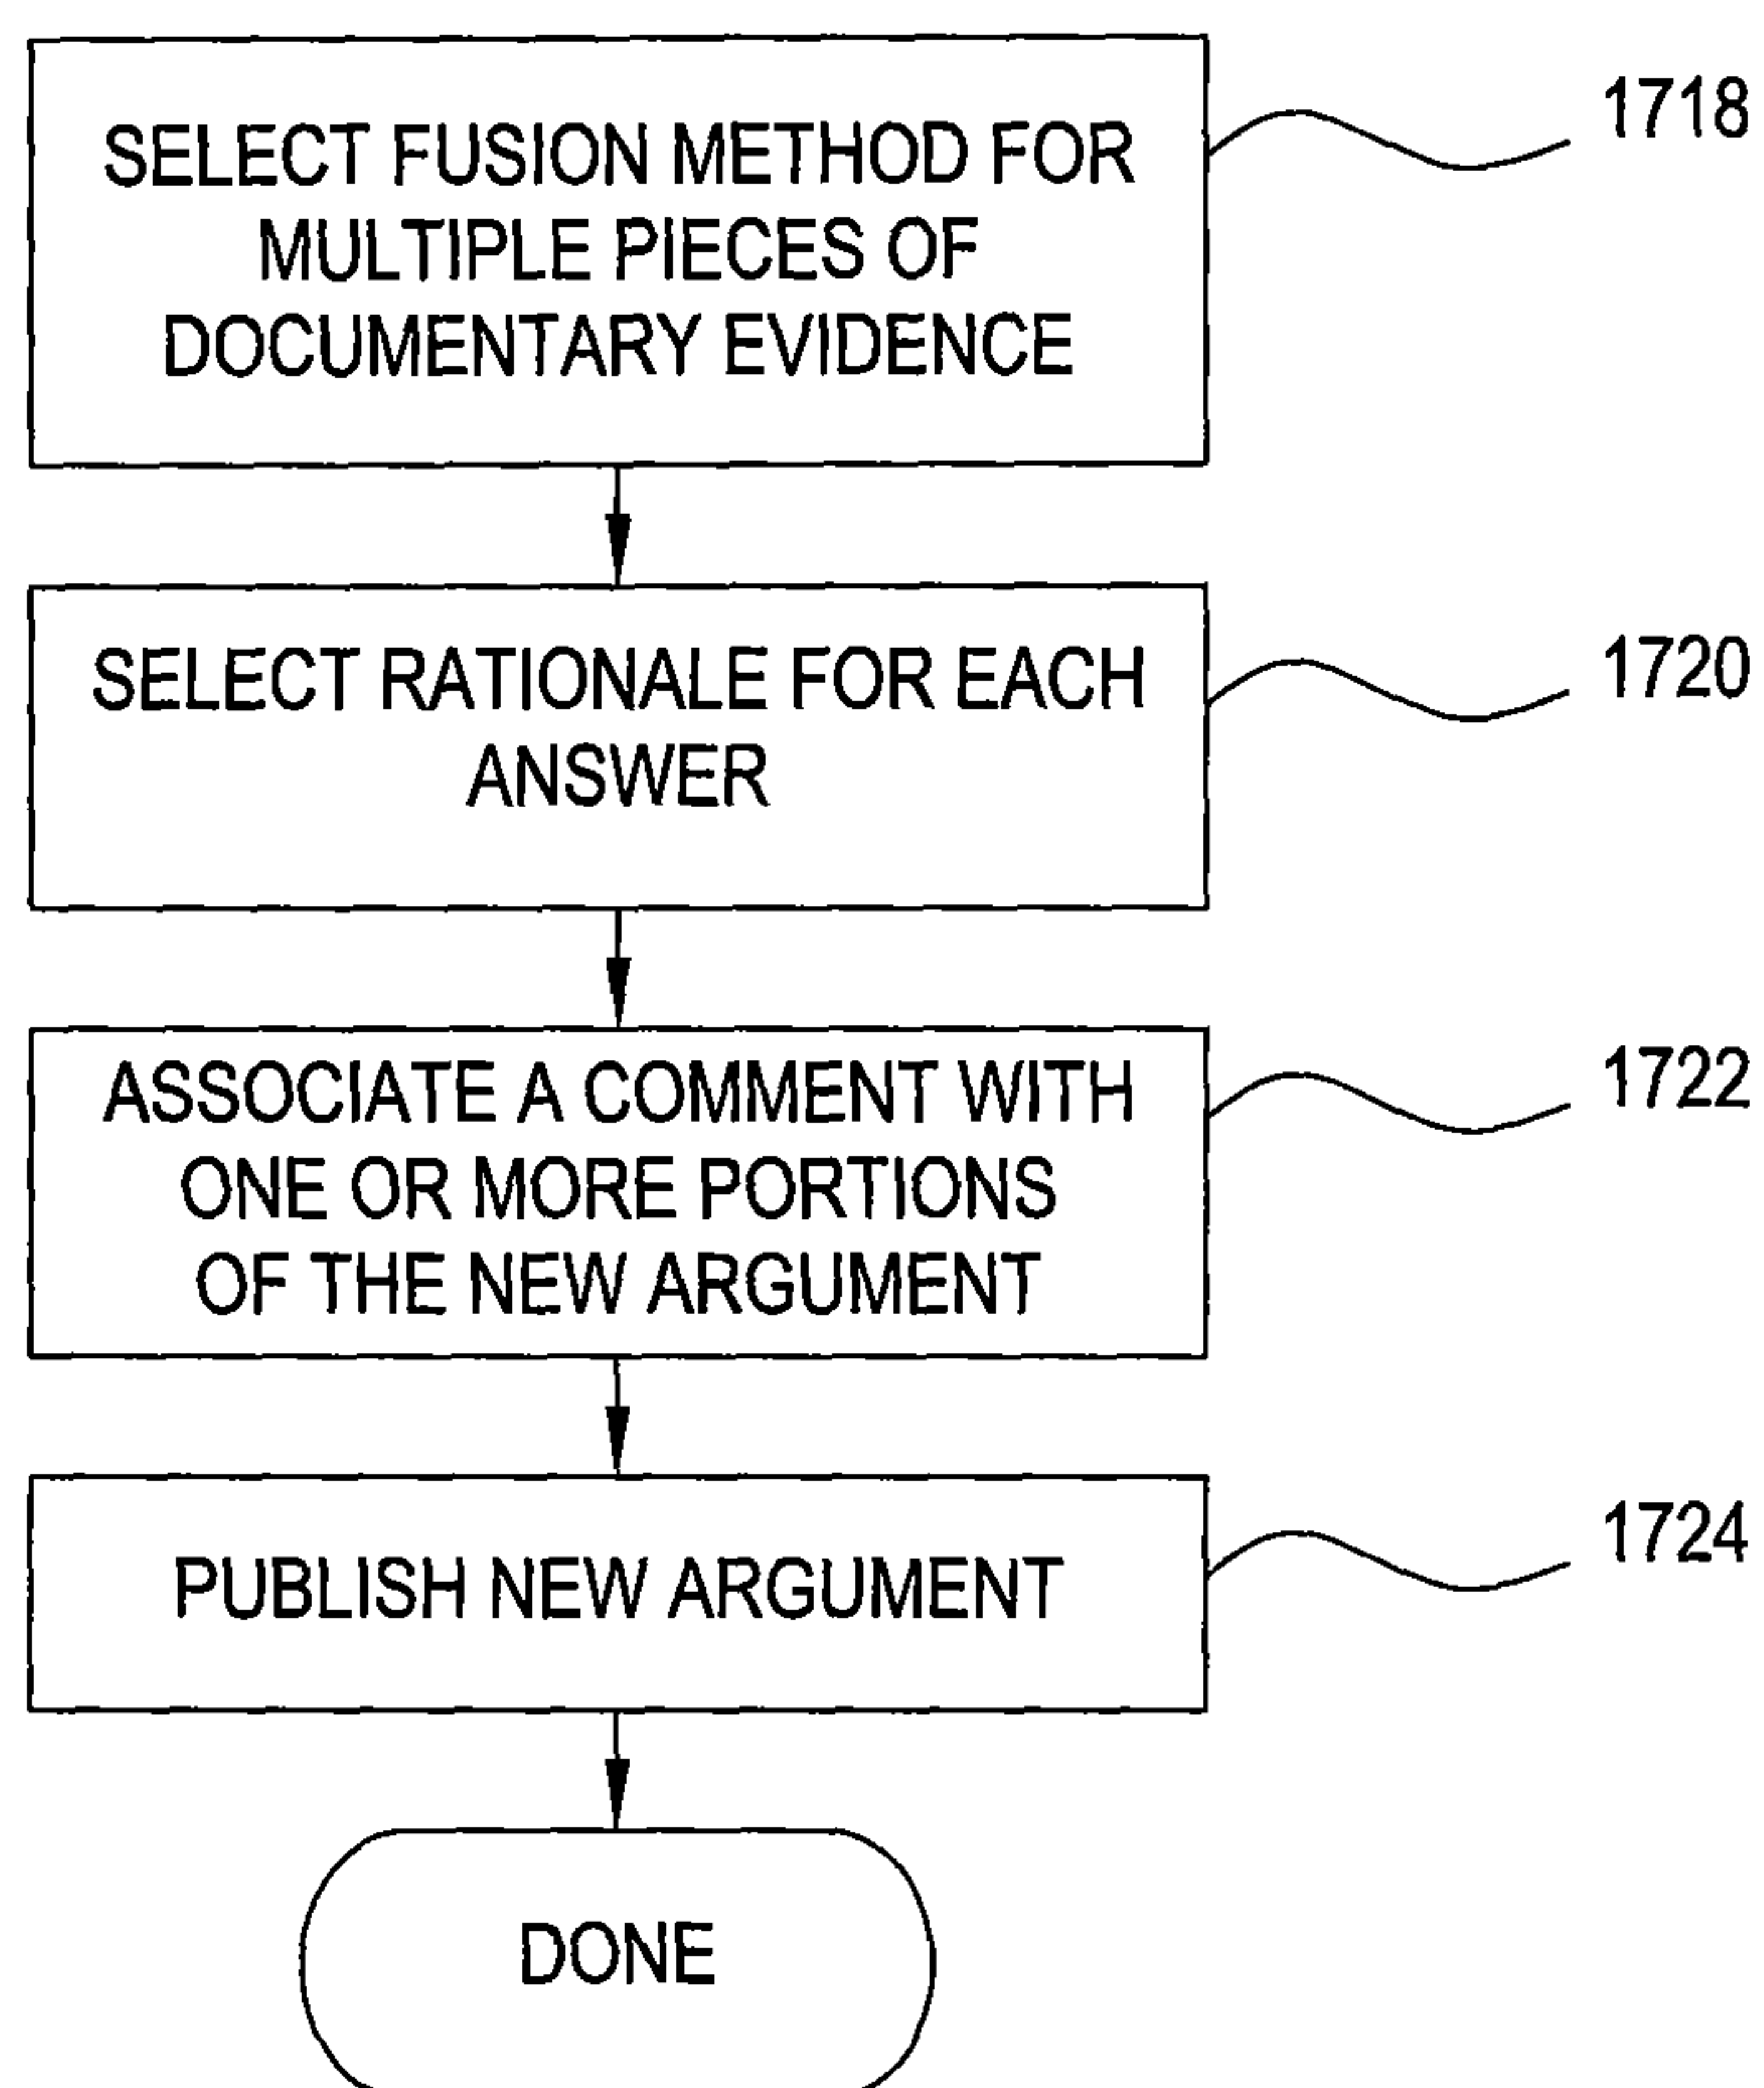 SELECT FUSION METHOD FOR
MULTIPLE PIECES OF
DOCUMENTARY EVIDENCE
1718
SELECT RATIONALE FOR EACH
ANSWER
1720
ASSOCIATE A COMMENT WITH
ONE OR MORE PORTIONS
OF THE NEW ARGUMENT
1722
PUBLISH NEW ARGUMENT
1724
DONE